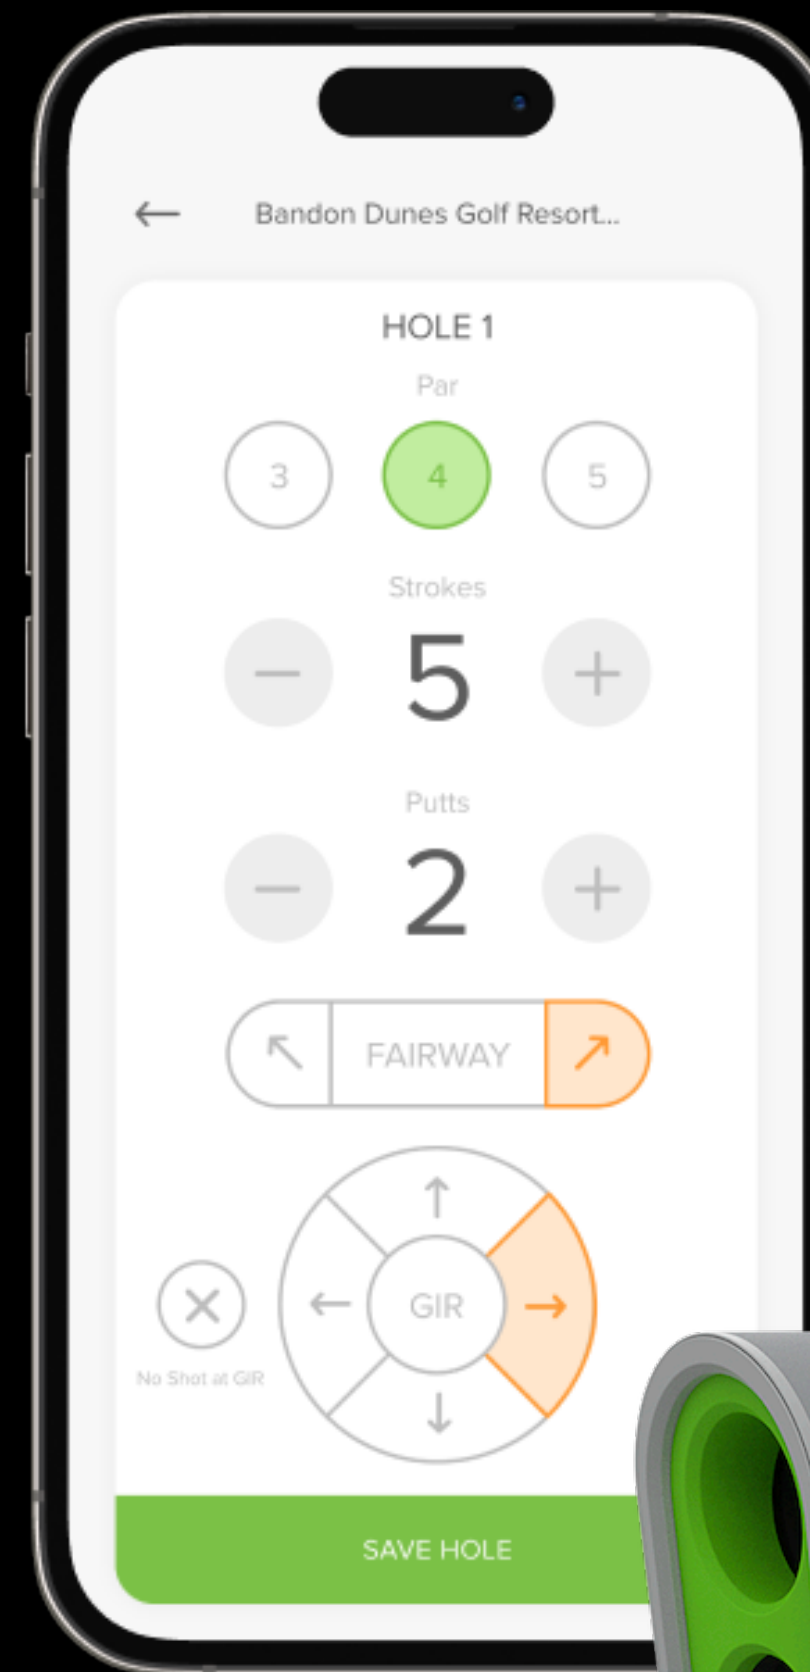 Bandon Dunes Golf Resort...
HOLE 1
Par
3 4 5
Strokes
5
Putts
2
FAIRWAY
GIR
No Shot at GIR
SAVE HOLE